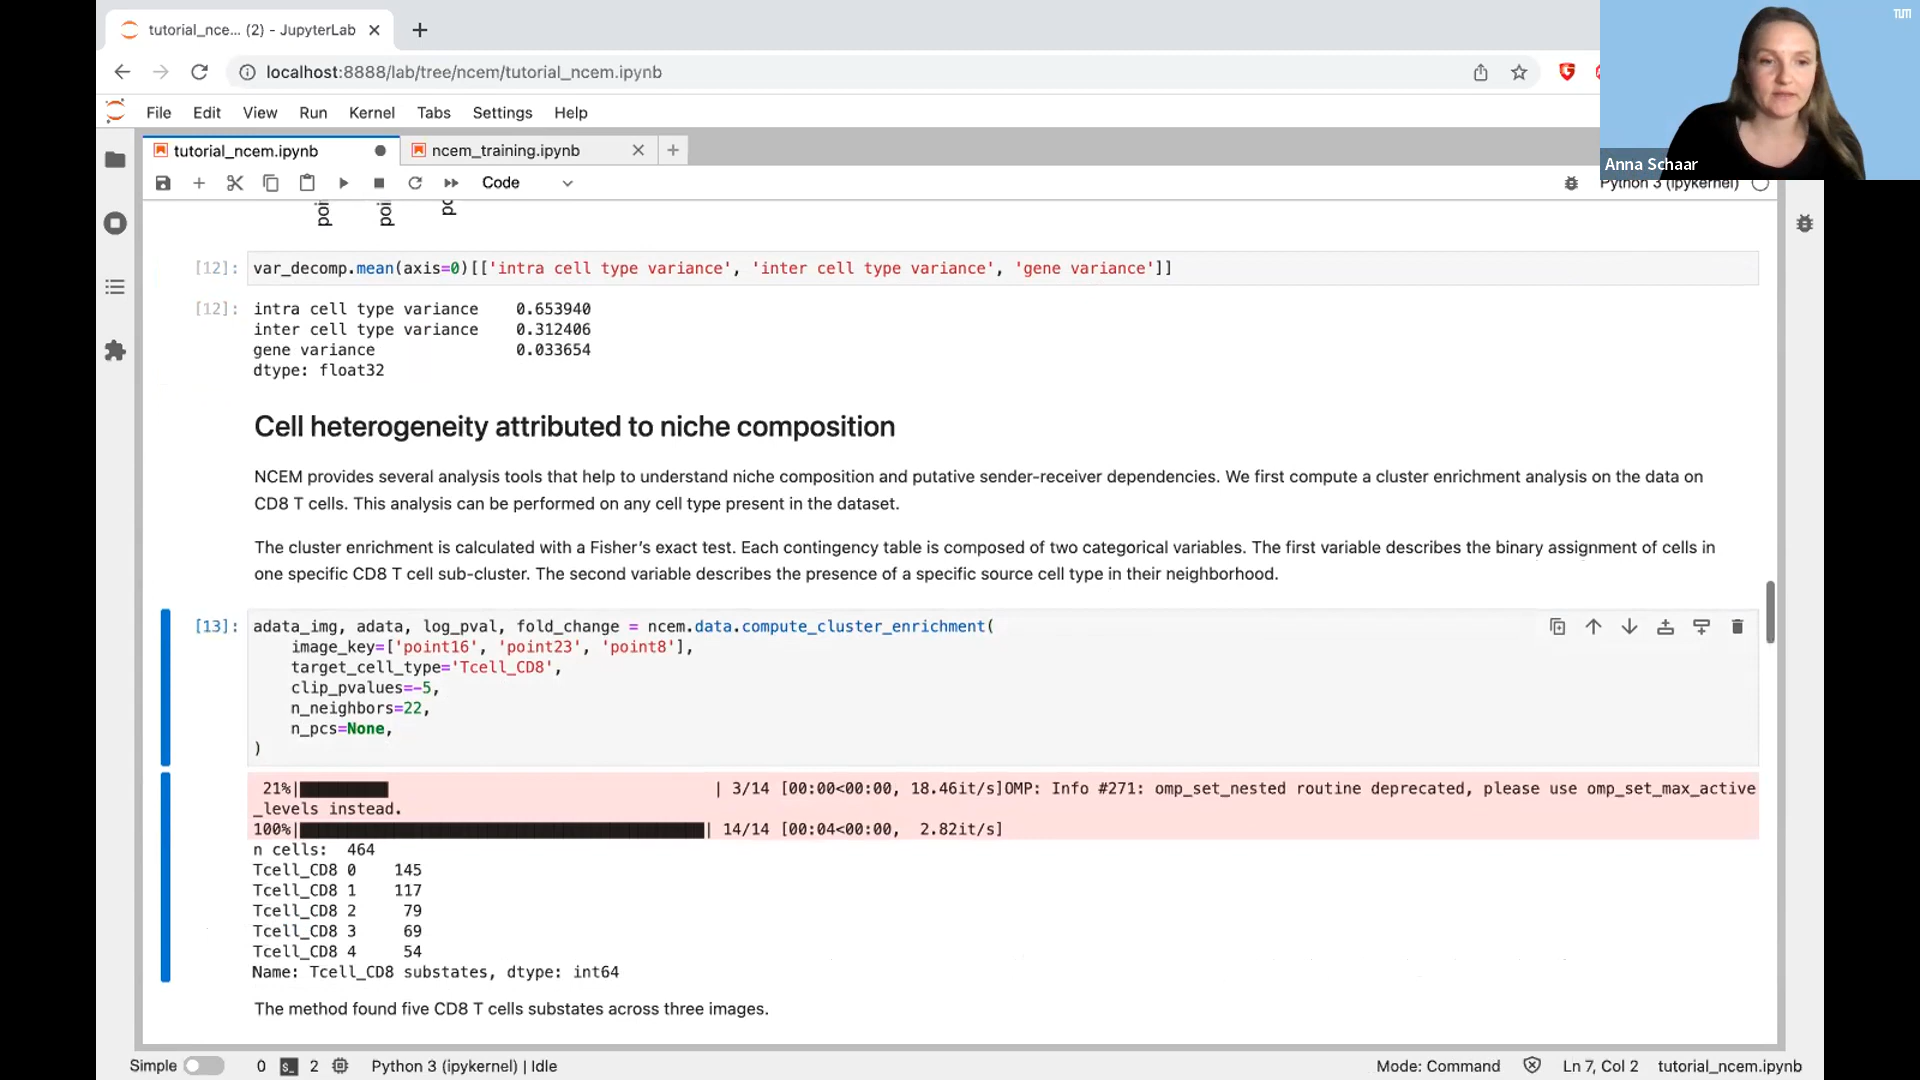 tutorial_nce... (2) - JupyterLab
localhost:8888/lab/tree/ncem/tutorial_ncem.ipynb
TUM
File Edit View Run Kernel Tabs Settings Help
tutorial_ncem.ipynb
ncem_training.ipynb
Anna Schaar
Code
Python 3 (ipykernel)
poi poi
[12]: var_decomp.mean(axis=0)[['intra cell type variance', 'inter cell type variance', 'gene variance']]
[12]: intra cell type variance 0.653940
inter cell type variance 0.312406
gene variance 0.033654
dtype: float32
Cell heterogeneity attributed to niche composition
NCEM provides several analysis tools that help to understand niche composition and putative sender-receiver dependencies. We first compute a cluster enrichment analysis on the data on
CD8 T cells. This analysis can be performed on any cell type present in the dataset.
The cluster enrichment is calculated with a Fisher’s exact test. Each contingency table is composed of two categorical variables. The first variable describes the binary assignment of cells in
one specific CD8 T cell sub-cluster. The second variable describes the presence of a specific source cell type in their neighborhood.
[13]: adata_img, adata, log_pval, fold_change = ncem.data.compute_cluster_enrichment(
image_key=['point16', 'point23', 'point8'],
target_cell_type='Tcell_CD8',
clip_pvalues=-5,
n_neighbors=22,
n_pcs=None,
)
21%| | 3/14 [00:00<00:00, 18.46it/s]OMP: Info #271: omp_set_nested routine deprecated, please use omp_set_max_active
_levels instead.
100%| | 14/14 [00:04<00:00, 2.82it/s]
n cells: 464
Tcell_CD8 0 145
Tcell_CD8 1 117
Tcell_CD8 2 79
Tcell_CD8 3 69
Tcell_CD8 4 54
Name: Tcell_CD8 substates, dtype: int64
The method found five CD8 T cells substates across three images.
Simple 0 2 Python 3 (ipykernel) | Idle Mode: Command Ln 7, Col 2 tutorial_ncem.ipynb